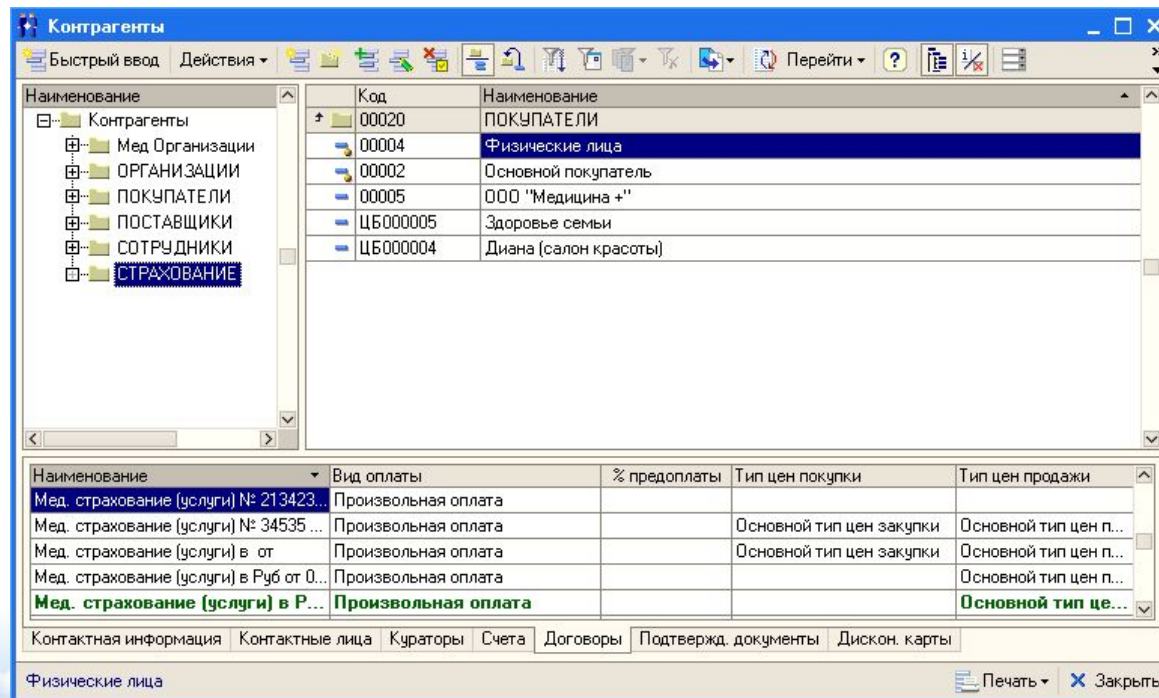 Контрагенты
Быстрый ввод Действия Перейти ?
Наименование
Контрагенты
Мед Организации
ОРГАНИЗАЦИИ
ПОКУПАТЕЛИ
ПОСТАВЩИКИ
СОТРУДНИКИ
СТРАХОВАНИЕ
Код Наименование
00020 ПОКУПАТЕЛИ
00004 Физические лица
00002 Основной покупатель
00005 ООО "Медицина +"
ЦБ000005 Здоровье семьи
ЦБ000004 Диана (салон красоты)
Наименование Вид оплаты % предоплаты Тип цен покупки Тип цен продажи
Мед. страхование (услуги) № 213423... Произвольная оплата
Мед. страхование (услуги) № 34535 ... Произвольная оплата Основной тип цен закупки Основной тип цен п...
Мед. страхование (услуги) в от Произвольная оплата Основной тип цен закупки Основной тип цен п...
Мед. страхование (услуги) в Руб от 0... Произвольная оплата Основной тип цен п...
Мед. страхование (услуги) в Р... Произвольная оплата Основной тип це...
Контактная информация Контактные лица Кураторы Счета Договоры Подтвержд. документы Дискон. карты
Физические лица Печать Закрыть